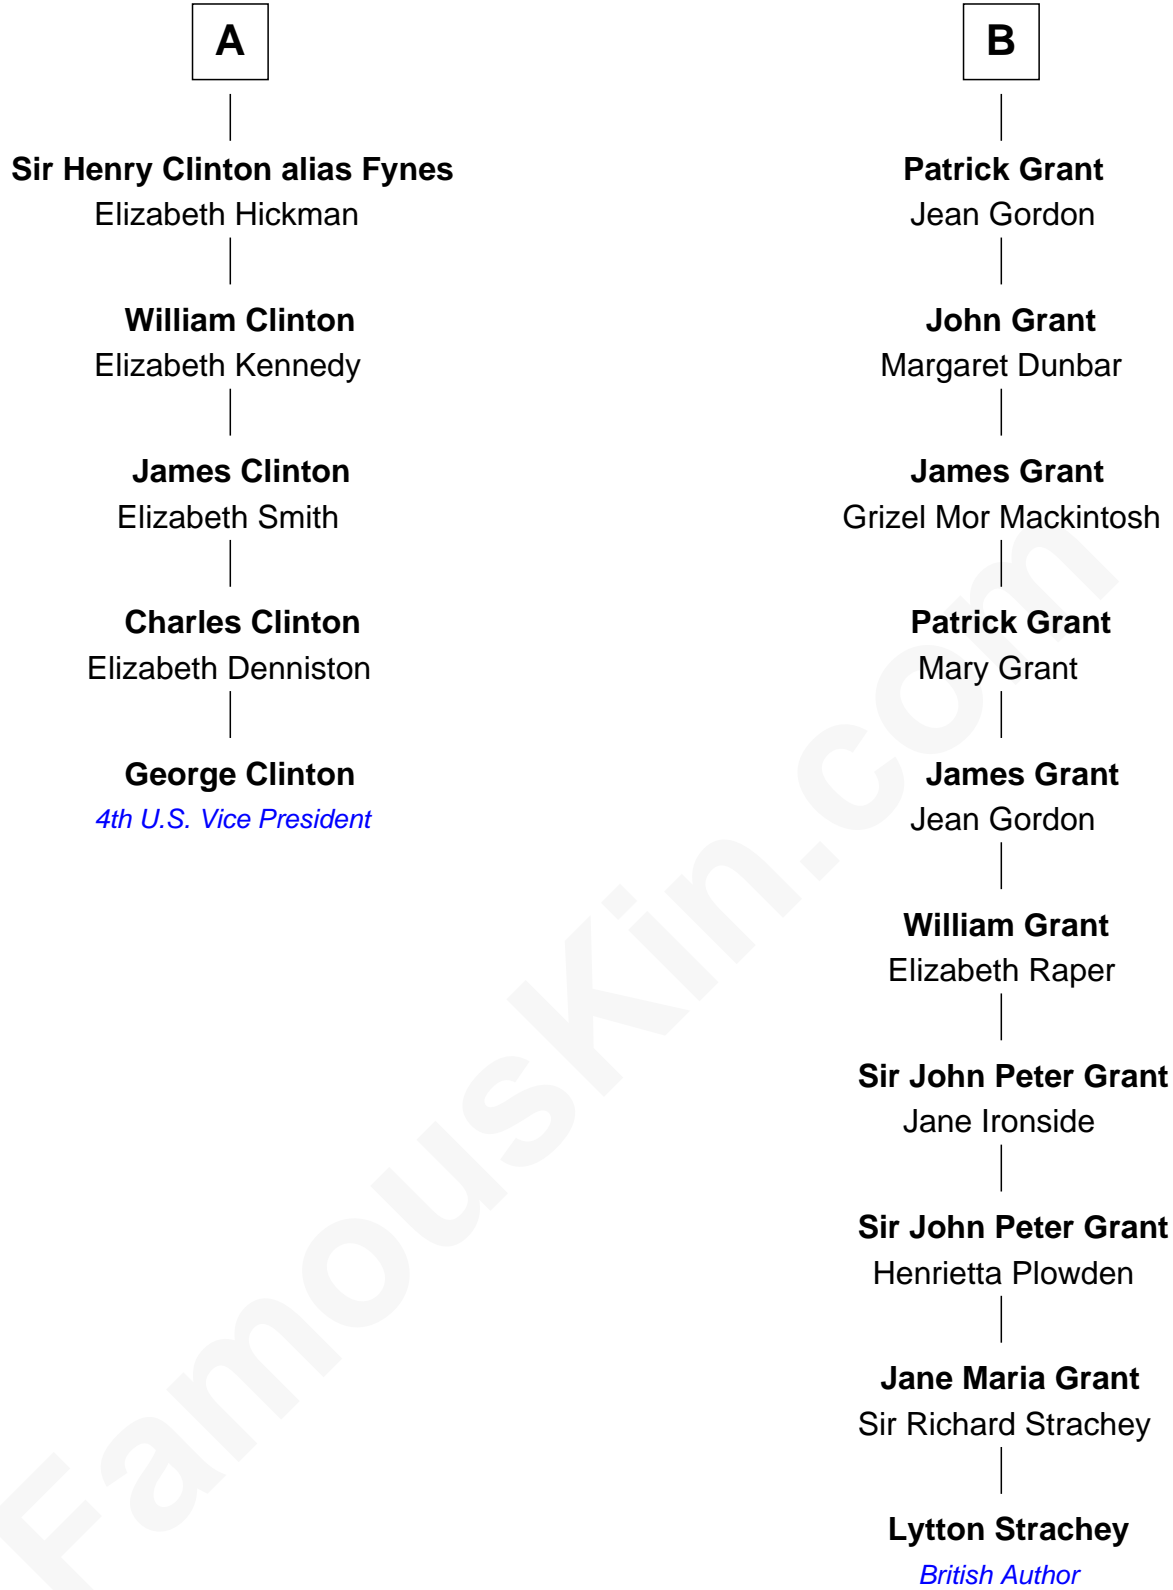 A
Sir Henry Clinton alias Fynes
Elizabeth Hickman
William Clinton
Elizabeth Kennedy
James Clinton
Elizabeth Smith
Charles Clinton
Elizabeth Denniston
George Clinton
4th U.S. Vice President
B
Patrick Grant
Jean Gordon
John Grant
Margaret Dunbar
James Grant
Grizel Mor Mackintosh
Patrick Grant
Mary Grant
James Grant
Jean Gordon
William Grant
Elizabeth Raper
Sir John Peter Grant
Jane Ironside
Sir John Peter Grant
Henrietta Plowden
Jane Maria Grant
Sir Richard Strachey
Lytton Strachey
British Author
FamousKin.com